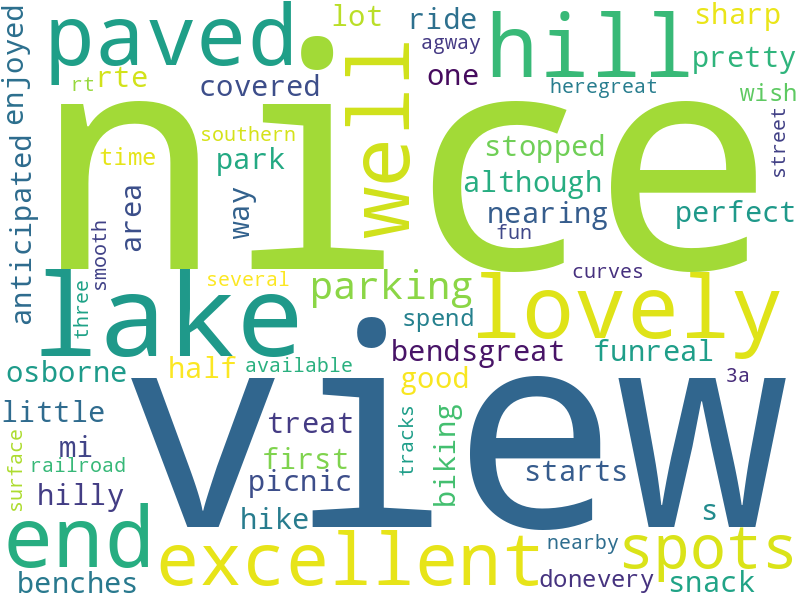 lot
ride
sharp
paved
hill
agway
pretty
enjoyed
rt
rte
covered
well
one
heregreat
wish
nice
southern
time
park
stopped
street
although
anticipated
area
way
nearing
perfect
smooth
fun
lake
three
several
parking
curves
lovely
spend
bendsgreat
funreal
osborne
half
available
good
3a
view
little
treat
mi
first
tracks
biking
surface
railroad
picnic
starts
hilly
hike
s
end
excellent
nearby
spots
benches
donevery
snack